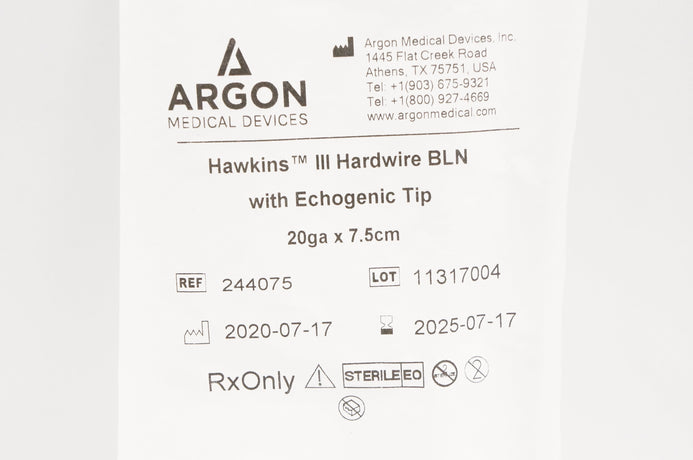 ARGON
MEDICAL DEVICES
Argon Medical Devices, Inc.
1445 Flat Creek Road
Athens, TX 75751, USA
Tel: +1(903) 675-9321
Tel: +1(800) 927-4669
www.argonmedical.com
Hawkins™ III Hardwire BLN
with Echogenic Tip
20ga x 7.5cm
REF 244075 LOT 11317004
2020-07-17 2025-07-17
RxOnly STERILE EO 2